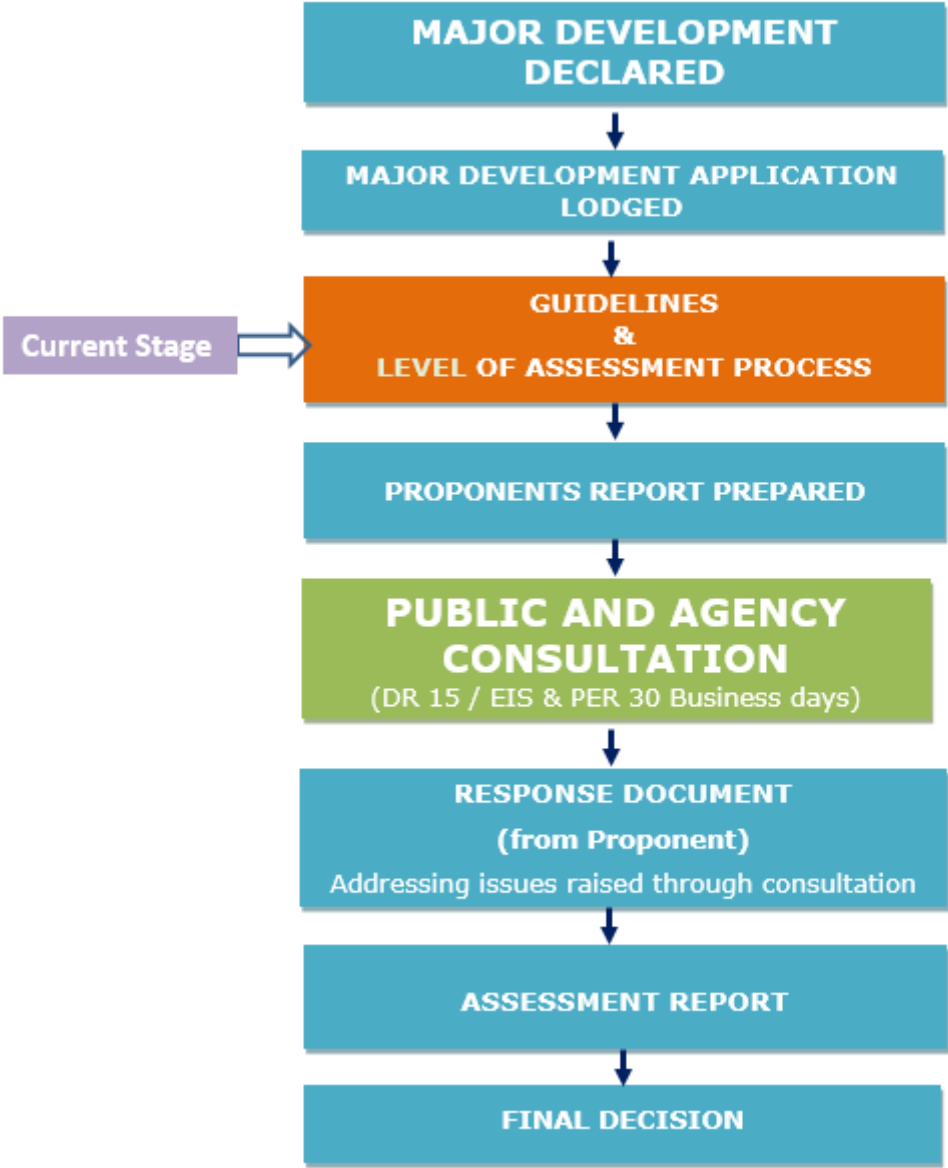 MAJOR DEVELOPMENT
DECLARED
MAJOR DEVELOPMENT APPLICATION
LODGED
GUIDELINES
&
LEVEL OF ASSESSMENT PROCESS
Current Stage
PROPONENTS REPORT PREPARED
PUBLIC AND AGENCY
CONSULTATION
(DR 15 / EIS & PER 30 Business days)
RESPONSE DOCUMENT
(from Proponent)
Addressing issues raised through consultation
ASSESSMENT REPORT
FINAL DECISION